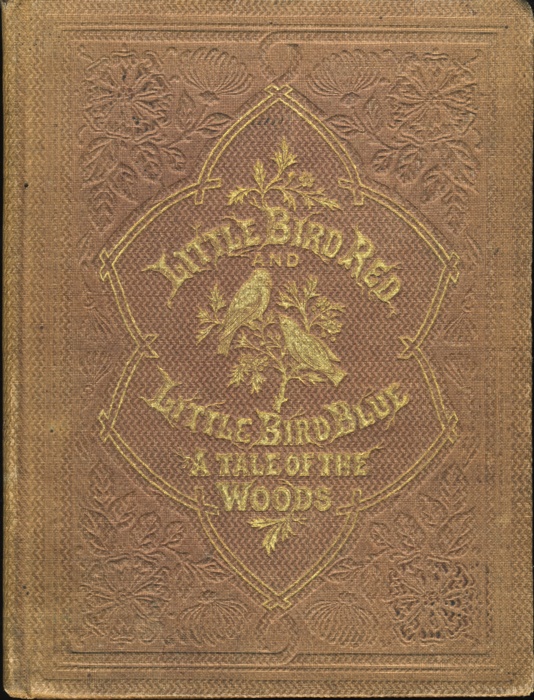 LITTLE BIRD RED
AND
LITTLE BIRD BLUE
A TALE OF THE
WOODS